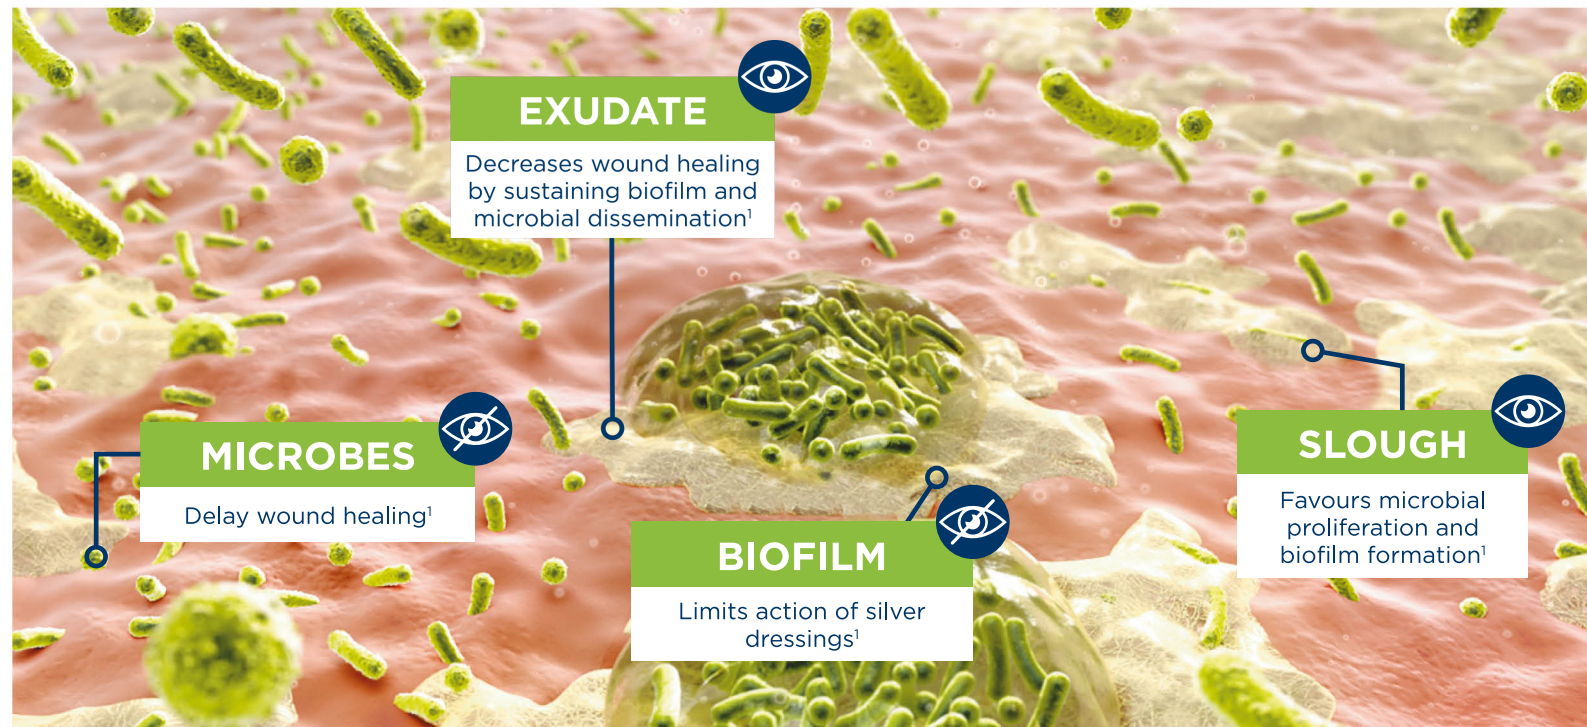 EXUDATE
Decreases wound healing
by sustaining biofilm and
microbial dissemination¹
MICROBES
Delay wound healing¹
BIOFILM
Limits action of silver
dressings¹
SLOUGH
Favours microbial
proliferation and
biofilm formation¹